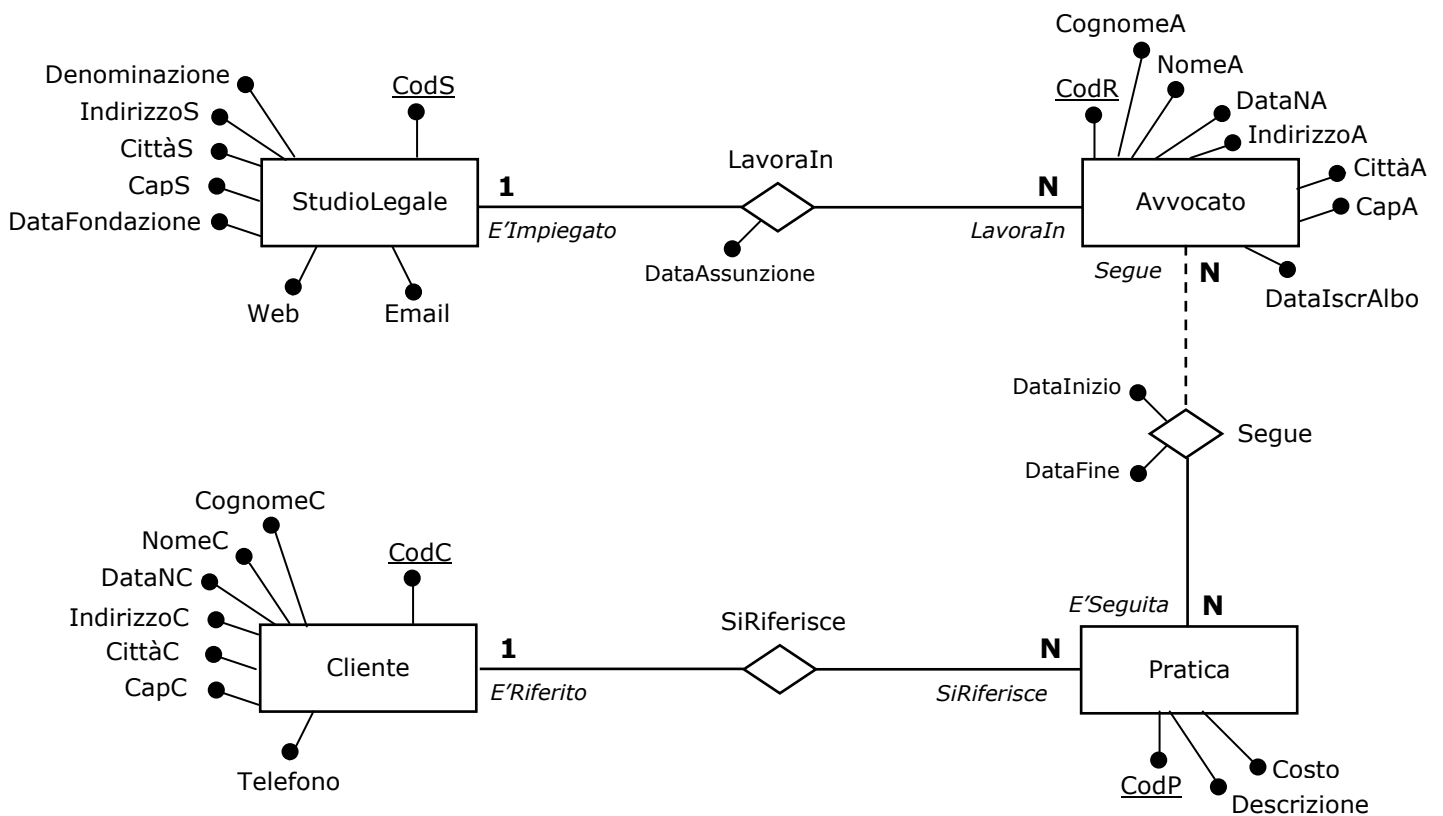 CognomeA
Denominazione
CodS
NomeA
CodR
IndirizzoS
DataNA
IndirizzoA
CittàS
LavoraIn
CittàA
CapS
StudioLegale
1
N
Avvocato
CapA
DataFondazione
E'Impiegato
LavoraIn
DataAssunzione
Segue
N
DataIscrAlbo
Web
Email
DataInizio
Segue
DataFine
CognomeC
NomeC
CodC
DataNC
IndirizzoC
E'Seguita
N
SiRiferisce
CittàC
Cliente
1
N
Pratica
CapC
E'Riferito
SiRiferisce
Telefono
Costo
CodP
Descrizione